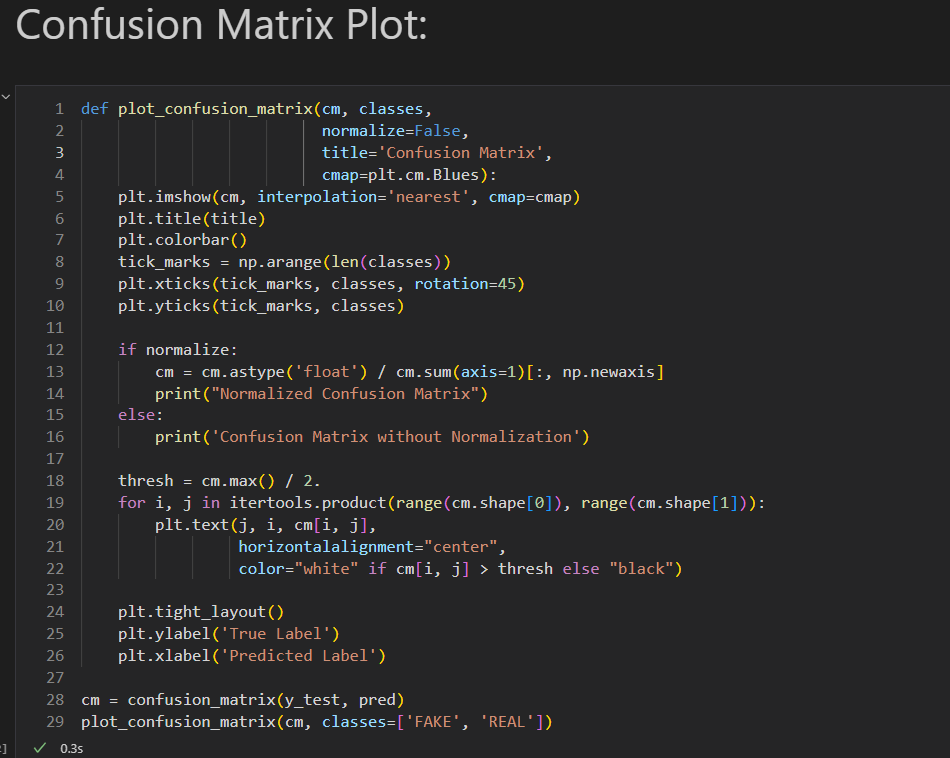 Confusion Matrix Plot:
1 def plot_confusion_matrix(cm, classes,
2                           normalize=False,
3                           title='Confusion Matrix',
4                           cmap=plt.cm.Blues):
5     plt.imshow(cm, interpolation='nearest', cmap=cmap)
6     plt.title(title)
7     plt.colorbar()
8     tick_marks = np.arange(len(classes))
9     plt.xticks(tick_marks, classes, rotation=45)
10     plt.yticks(tick_marks, classes)
11
12     if normalize:
13         cm = cm.astype('float') / cm.sum(axis=1)[:, np.newaxis]
14         print("Normalized Confusion Matrix")
15     else:
16         print('Confusion Matrix without Normalization')
17
18     thresh = cm.max() / 2.
19     for i, j in itertools.product(range(cm.shape[0]), range(cm.shape[1])):
20         plt.text(j, i, cm[i, j],
21                  horizontalalignment="center",
22                  color="white" if cm[i, j] > thresh else "black")
23
24     plt.tight_layout()
25     plt.ylabel('True Label')
26     plt.xlabel('Predicted Label')
27
28 cm = confusion_matrix(y_test, pred)
29 plot_confusion_matrix(cm, classes=['FAKE', 'REAL'])
] ✓ 0.3s